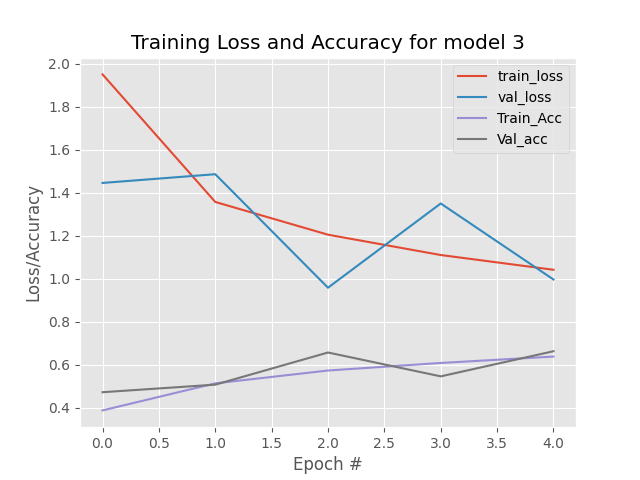 Training Loss and Accuracy for model 3
train_loss
val_loss
Train_Acc
Val_acc
Loss/Accuracy
2.0
1.8
1.6
1.4
1.2
1.0
0.8
0.6
0.4
0.0 0.5 1.0 1.5 2.0 2.5 3.0 3.5 4.0
Epoch #